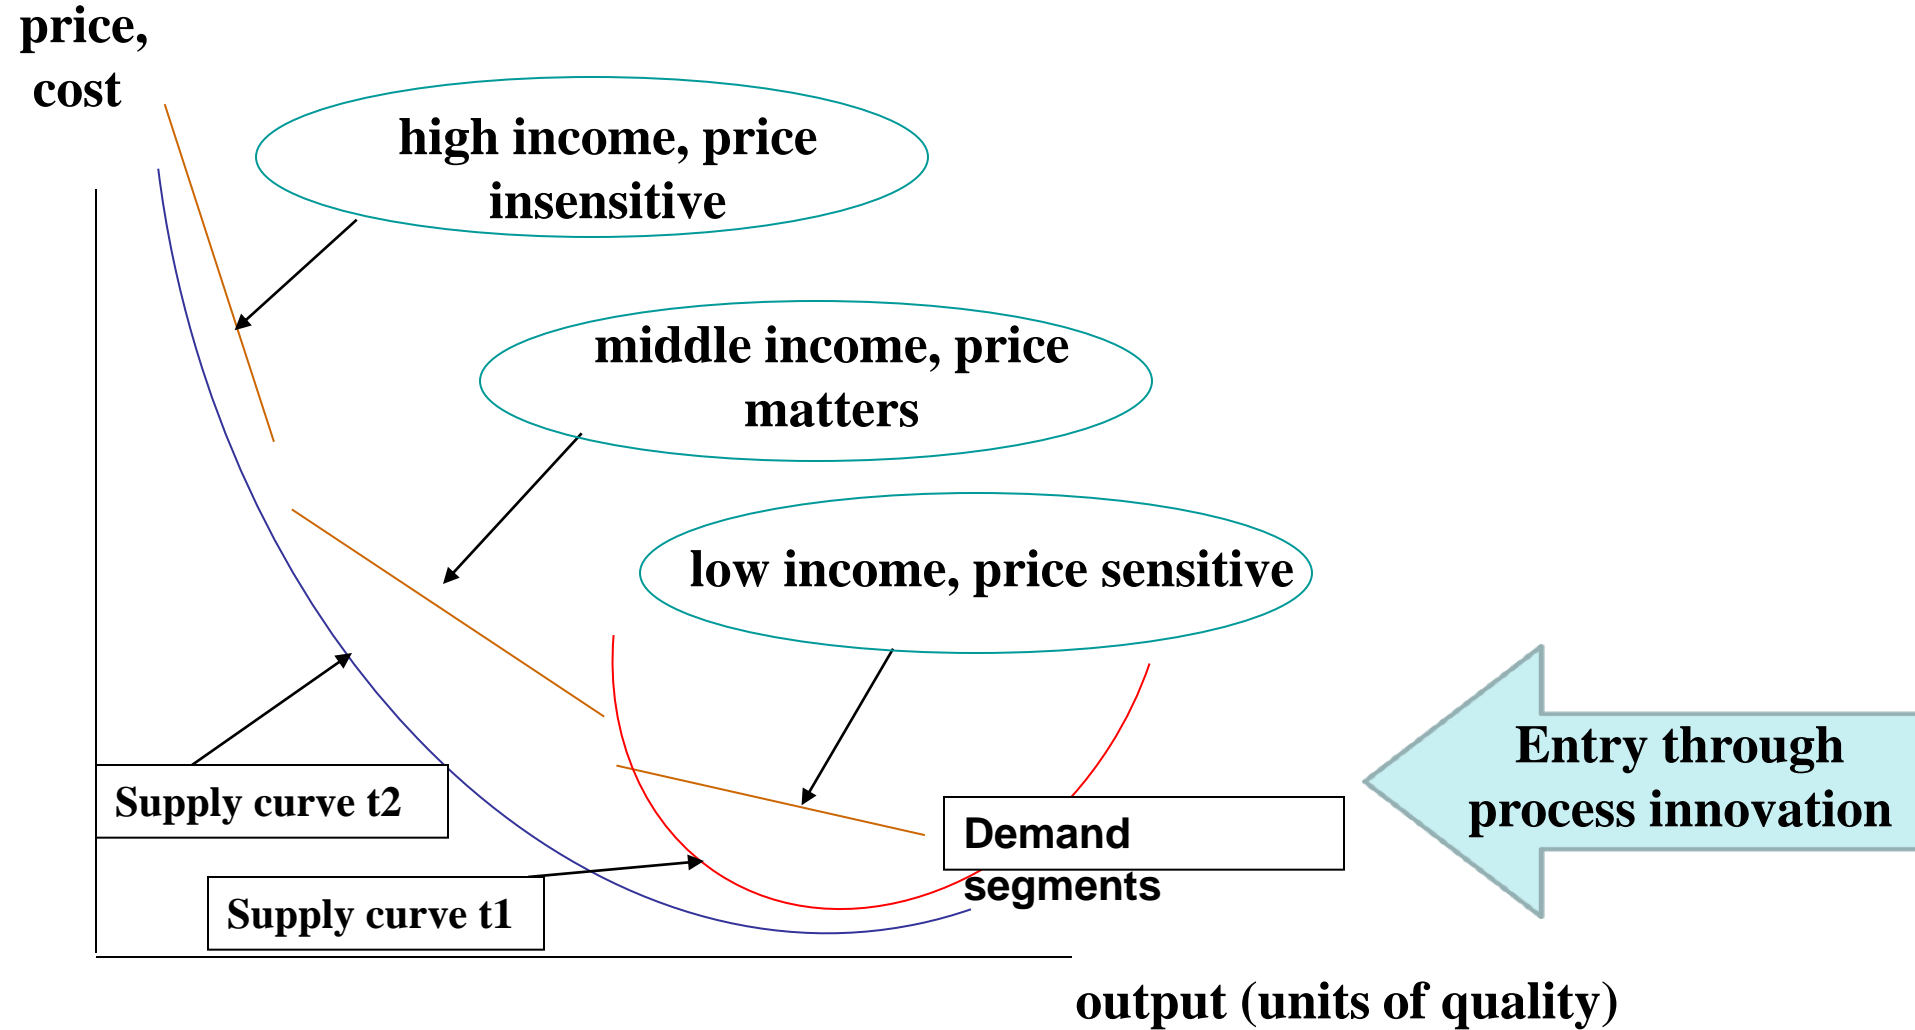 price,
cost
high income, price
insensitive
middle income, price
matters
low income, price sensitive
Entry through
process innovation
Supply curve t2
Demand
segments
Supply curve t1
output (units of quality)